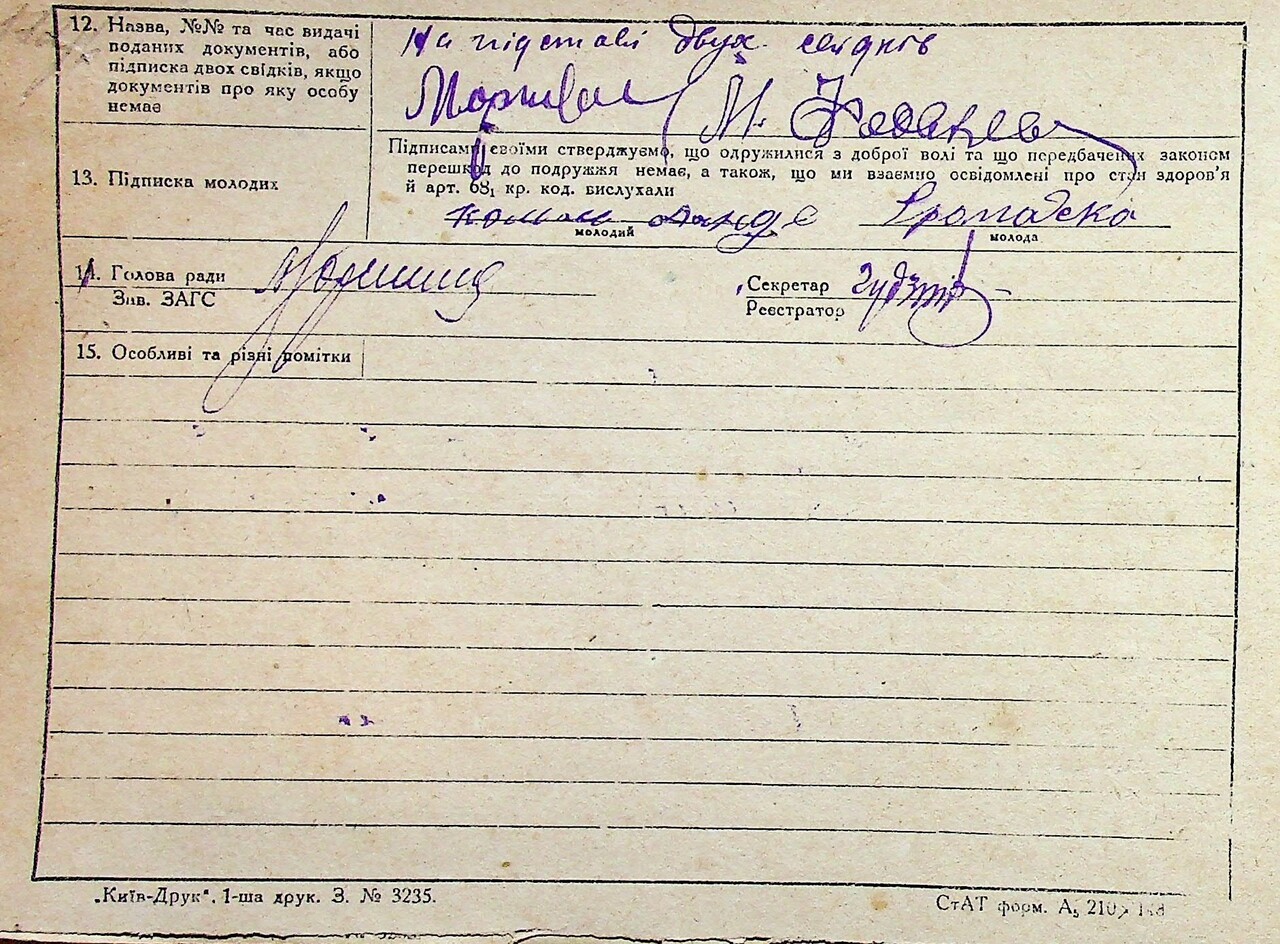 12. Назва, №№ та час видачі
поданих документів, або
підписка двох свідків, якщо
документів про яку особу
немає
На підставі двух свідків
М.
13. Підписка молодих
Підписами своїми стверджуємо, що одружилися з доброї волі та що передбачених законом
перешкод до подружжя немає, а також, що ми взаємно освідомлені про стан здоров'я
й арт. 68₁ кр. код. вислухали
Громадска
молодий
молода
14. Голова ради
Зав. ЗАГС
Секретар
Реєстратор
15. Особливі та різні помітки
„Київ-Друк“. 1-ша друк. З. № 3235.
СтАТ форм. А₅ 210×148